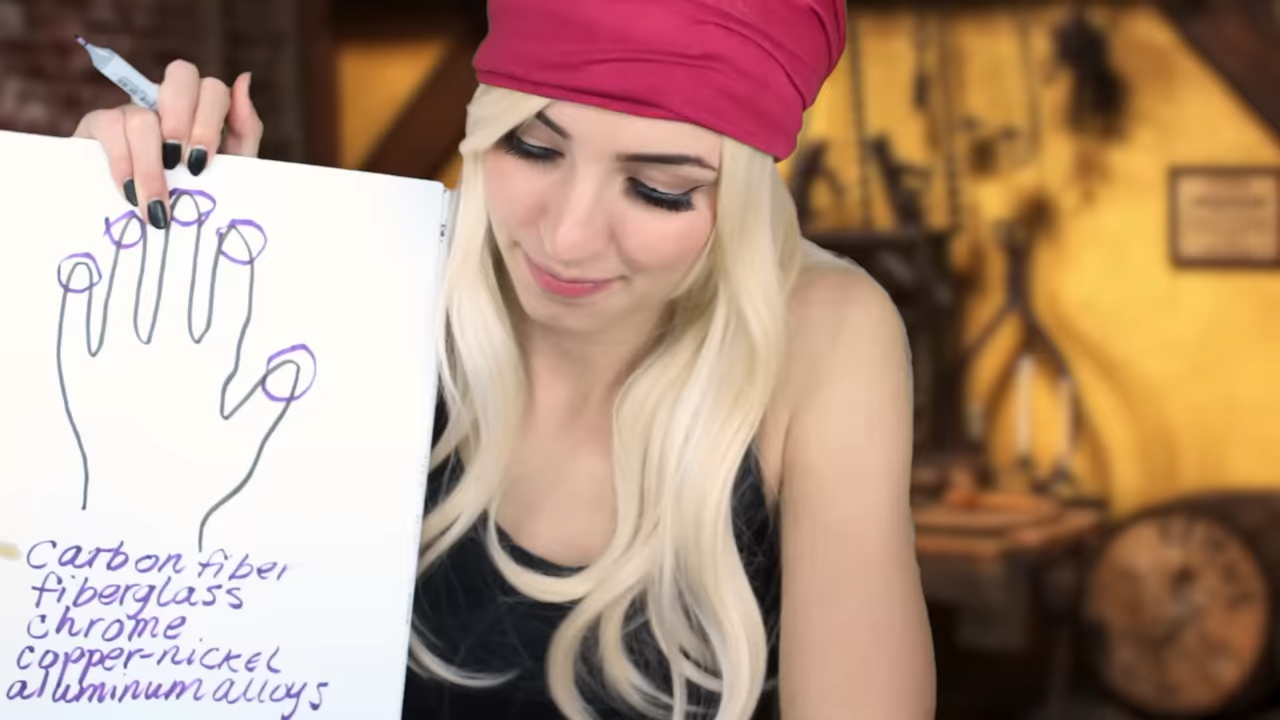 Carbon fiber
fiberglass
chrome
copper-nickel
aluminum alloys